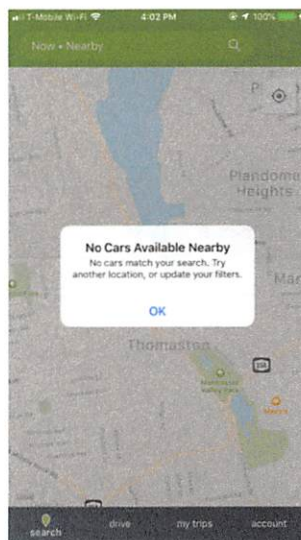 T-Mobile Wi-Fi
4:02 PM
100%
Now • Nearby
Plandome
Heights
No Cars Available Nearby
No cars match your search. Try
another location, or update your filters.
OK
Thomaston
search
drive
my trips
account